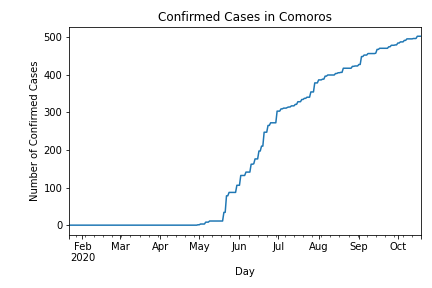 Confirmed Cases in Comoros
500
400
300
200
100
0
Number of Confirmed Cases
Feb Mar Apr May Jun Jul Aug Sep Oct
2020
Day